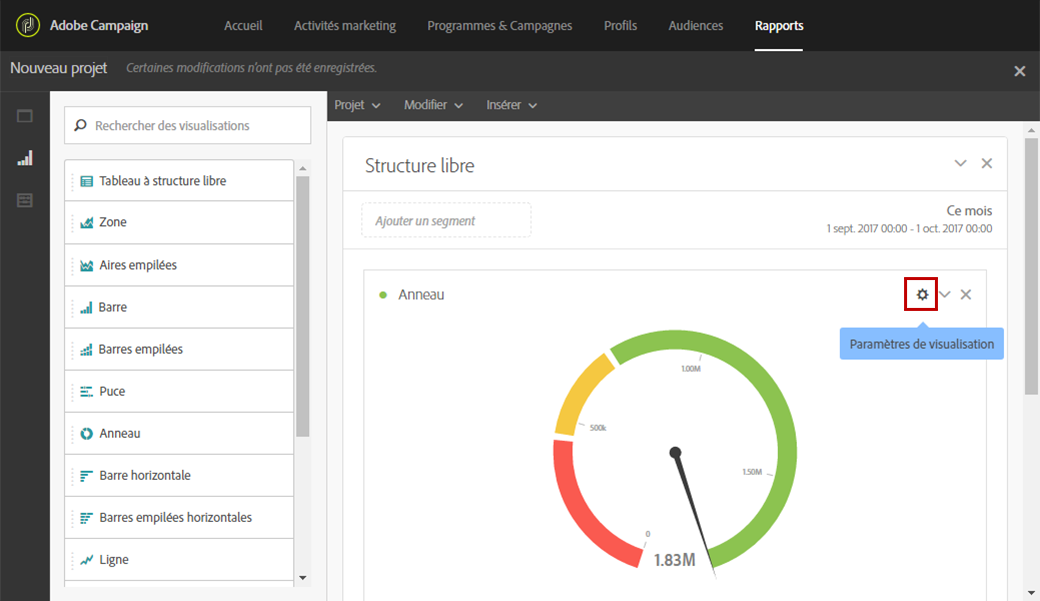 Adobe Campaign
Accueil
Activités marketing
Programmes & Campagnes
Profils
Audiences
Rapports
Nouveau projet
Certaines modifications n'ont pas été enregistrées.
Projet
Modifier
Insérer
Rechercher des visualisations
Tableau à structure libre
Zone
Aires empilées
Barre
Barres empilées
Puce
Anneau
Barre horizontale
Barres empilées horizontales
Ligne
Structure libre
Ajouter un segment
Ce mois
1 sept. 2017 00:00 - 1 oct. 2017 00:00
Anneau
Paramètres de visualisation
1.00M
500k
1.50M
0
1.83M